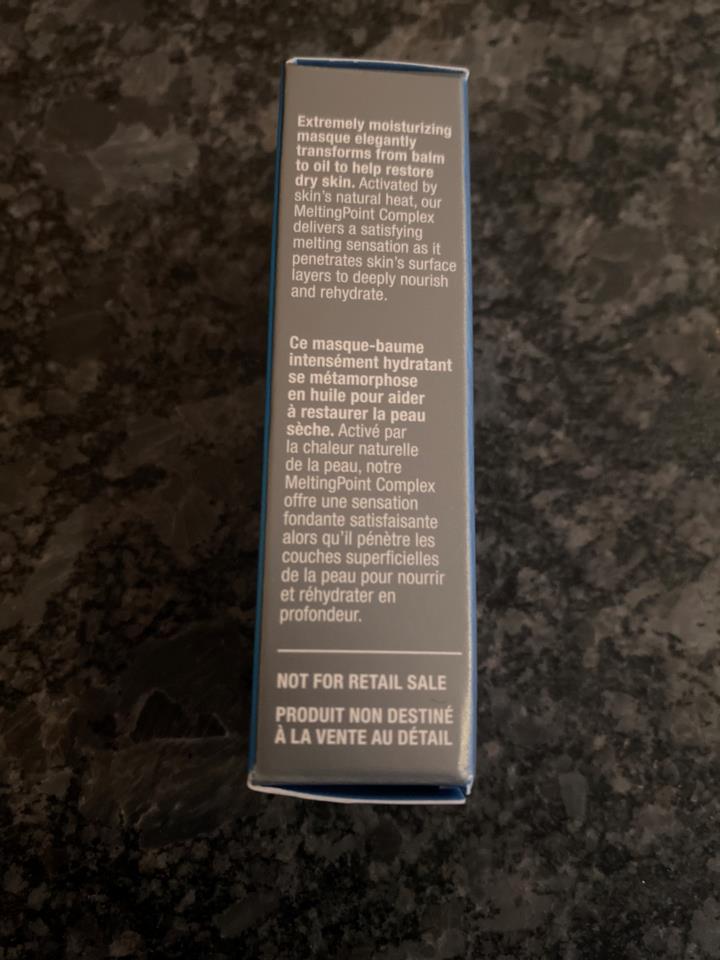 Extremely moisturizing
masque elegantly
transforms from balm
to oil to help restore
dry skin. Activated by
skin's natural heat, our
MeltingPoint Complex
delivers a satisfying
melting sensation as it
penetrates skin's surface
layers to deeply nourish
and rehydrate.
Ce masque-baume
intensément hydratant
se métamorphose
en huile pour aider
à restaurer la peau
sèche. Activé par
la chaleur naturelle
de la peau, notre
MeltingPoint Complex
offre une sensation
fondante satisfaisante
alors qu'il pénètre les
couches superficielles
de la peau pour nourrir
et réhydrater en
profondeur.
NOT FOR RETAIL SALE
PRODUIT NON DESTINÉ
À LA VENTE AU DÉTAIL